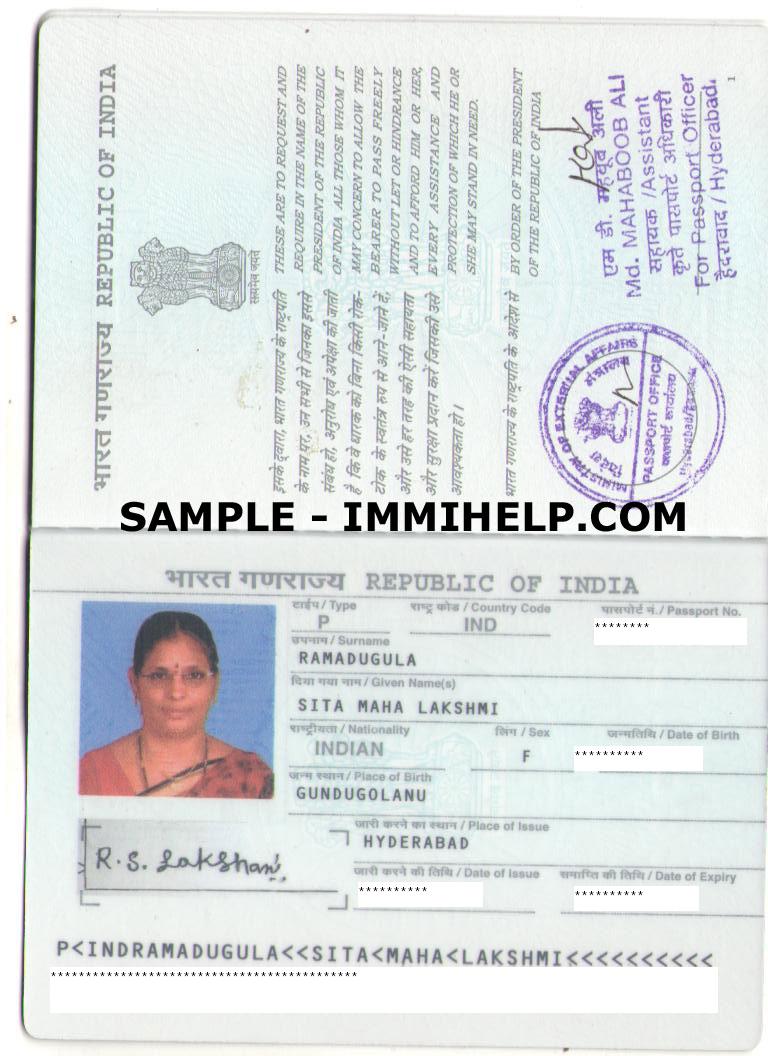 भारत गणराज्य REPUBLIC OF INDIA
सत्यमेव जयते
इसके द्वारा, भारत गणराज्य के राष्ट्रपति
के नाम पर, उन सभी से जिनका इससे
संबंध हो, अनुरोध एवं अपेक्षा की जाती
है कि वे धारक को बिना किसी रोक-
टोक के स्वतंत्र रुप से आने-जाने दें,
और उसे हर तरह की ऐसी सहायता
और सुरक्षा प्रदान करें जिसकी उसे
आवश्यकता हो।
THESE ARE TO REQUEST AND
REQUIRE IN THE NAME OF THE
PRESIDENT OF THE REPUBLIC
OF INDIA ALL THOSE WHOM IT
MAY CONCERN TO ALLOW THE
BEARER TO PASS FREELY
WITHOUT LET OR HINDRANCE
AND TO AFFORD HIM OR HER,
EVERY ASSISTANCE AND
PROTECTION OF WHICH HE OR
SHE MAY STAND IN NEED.
भारत गणराज्य के राष्ट्रपति के आदेश से
BY ORDER OF THE PRESIDENT
OF THE REPUBLIC OF INDIA
एम डी. महबूब अली
Md. MAHABOOB ALI
सहायक /Assistant
कृते पासपोर्ट अधिकारी
For Passport Officer
हैदराबाद / Hyderabad.
1
MINISTRY OF EXTERNAL AFFAIRS
विदेश मंत्रालय
PASSPORT OFFICE
पासपोर्ट कार्यालय
SAMPLE - IMMIHELP.COM
भारत गणराज्य REPUBLIC OF INDIA
टाईप / Type राष्ट्र कोड / Country Code पासपोर्ट नं. / Passport No.
P IND ********
उपनाम / Surname
RAMADUGULA
दिया गया नाम / Given Name(s)
SITA MAHA LAKSHMI
राष्ट्रीयता / Nationality लिंग / Sex जन्मतिथि / Date of Birth
INDIAN F **********
जन्म स्थान / Place of Birth
GUNDUGOLANU
जारी करने का स्थान / Place of Issue
HYDERABAD
जारी करने की तिथि / Date of Issue समाप्ति की तिथि / Date of Expiry
********** **********
R.S. Lakshmi
P<INDRAMADUGULA<<SITA<MAHA<LAKSHMI<<<<<<<<<<
********************************************